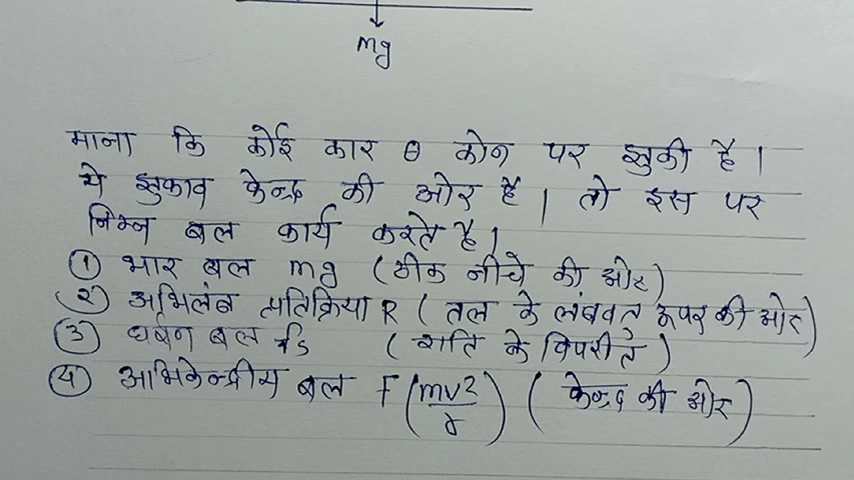 mg
माना कि कोई कार θ कोण पर झुकी है।
ये झुकाव केन्द्र की ओर है। तो इस पर
निम्न बल कार्य करते है।
① भार बल mg (ठीक नीचे की ओर)
② अभिलंब प्रतिक्रिया R (तल के लंबवत् ऊपर की ओर)
③ घर्षण बल fs (गति के विपरीत)
④ अभिकेन्द्रीय बल F(mv²/r) (केन्द्र की ओर)